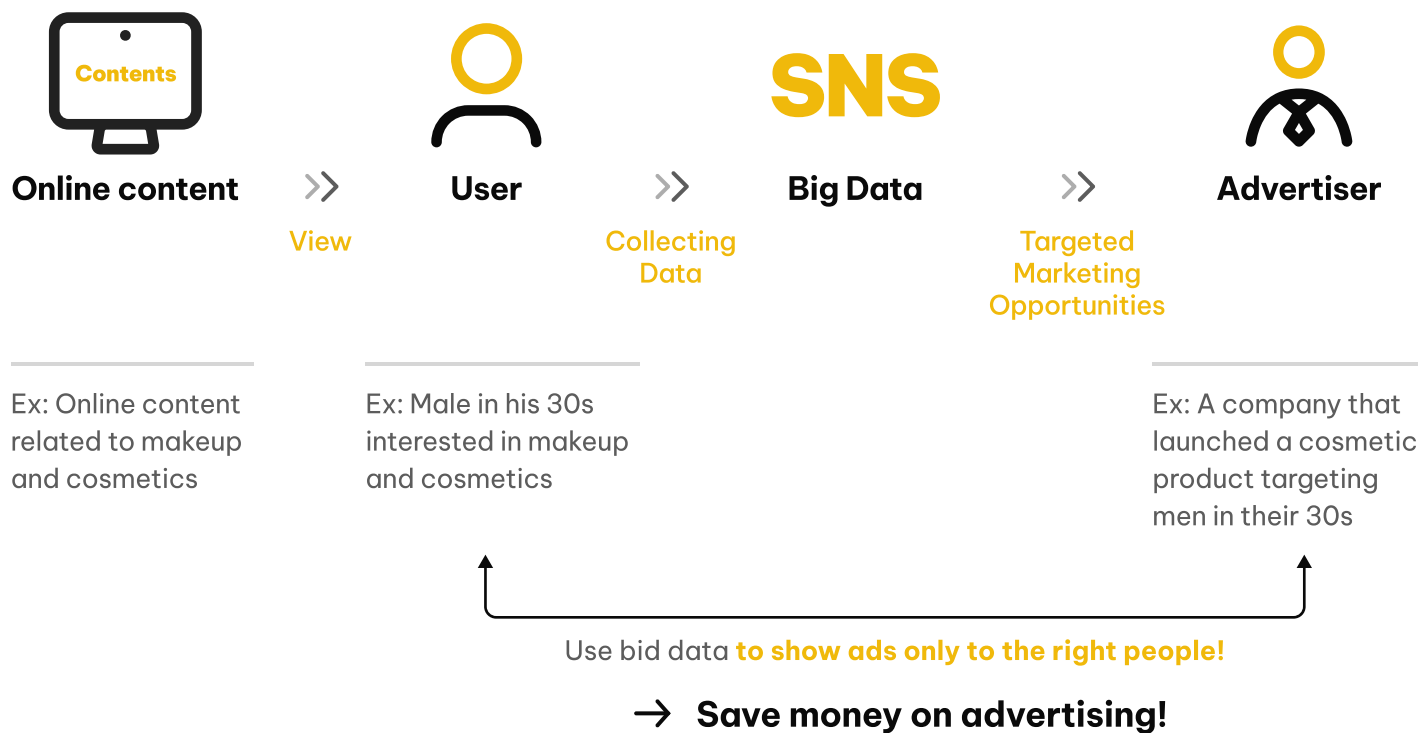 Contents
Online content
View
User
Collecting
Data
SNS
Big Data
Targeted
Marketing
Opportunities
Advertiser
Ex: Online content
related to makeup
and cosmetics
Ex: Male in his 30s
interested in makeup
and cosmetics
Ex: A company that
launched a cosmetic
product targeting
men in their 30s
Use bid data to show ads only to the right people!
→ Save money on advertising!